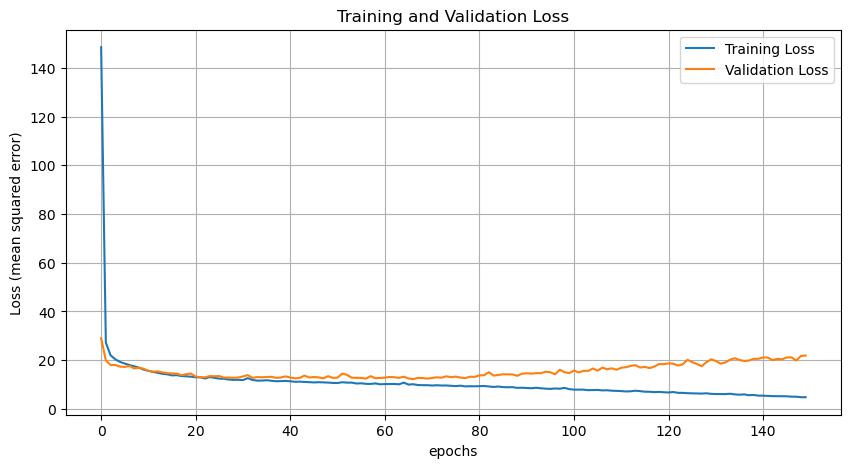 Training and Validation Loss
Training Loss
Validation Loss
Loss (mean squared error)
140
120
100
80
60
40
20
0
0 20 40 60 80 100 120 140
epochs